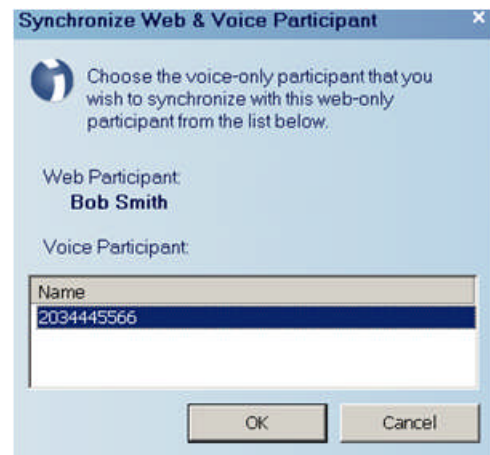 Synchronize Web & Voice Participant
Choose the voice-only participant that you
wish to synchronize with this web-only
participant from the list below.
Web Participant:
Bob Smith
Voice Participant:
Name
2034445566
OK Cancel